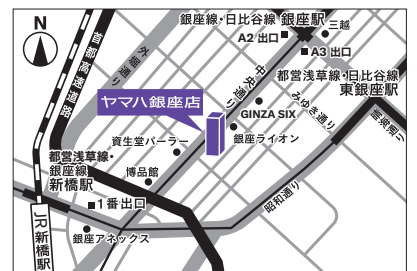 N
銀座線・日比谷線 銀座駅
三越
A2 出口
A3 出口
首都高速道路
外堀通り
中央通り
都営浅草線・日比谷線
東銀座駅
ヤマハ銀座店
みゆき通り
GINZA SIX
銀座ライオン
資生堂パーラー
都営浅草線・
銀座線
新橋駅
博品館
昭和通り
1番出口
銀座アネックス
JR新橋駅